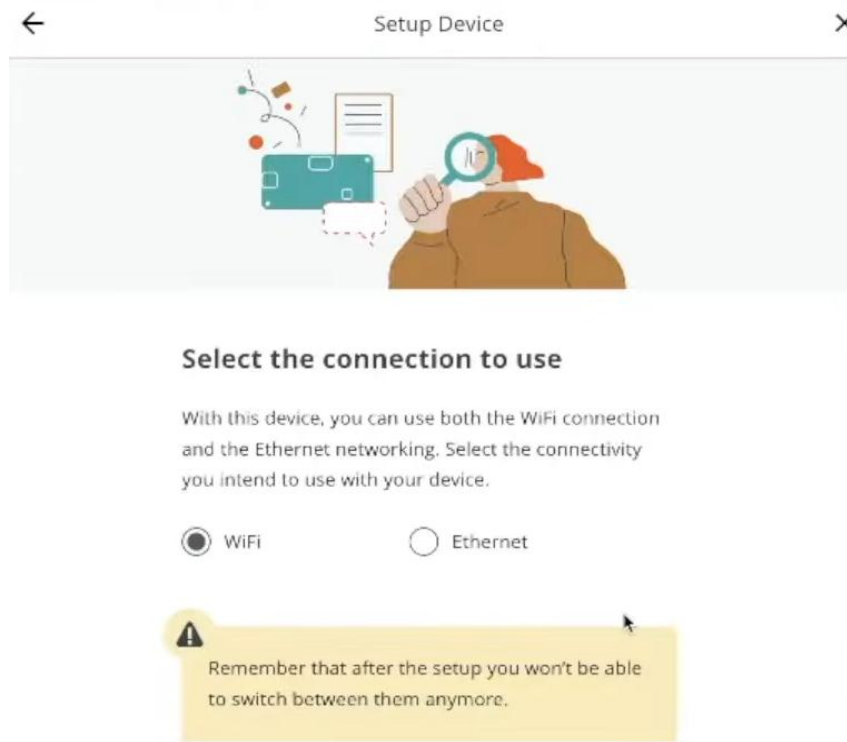 Setup Device
Select the connection to use
With this device, you can use both the WiFi connection
and the Ethernet networking. Select the connectivity
you intend to use with your device.
WiFi
Ethernet
Remember that after the setup you won't be able
to switch between them anymore.